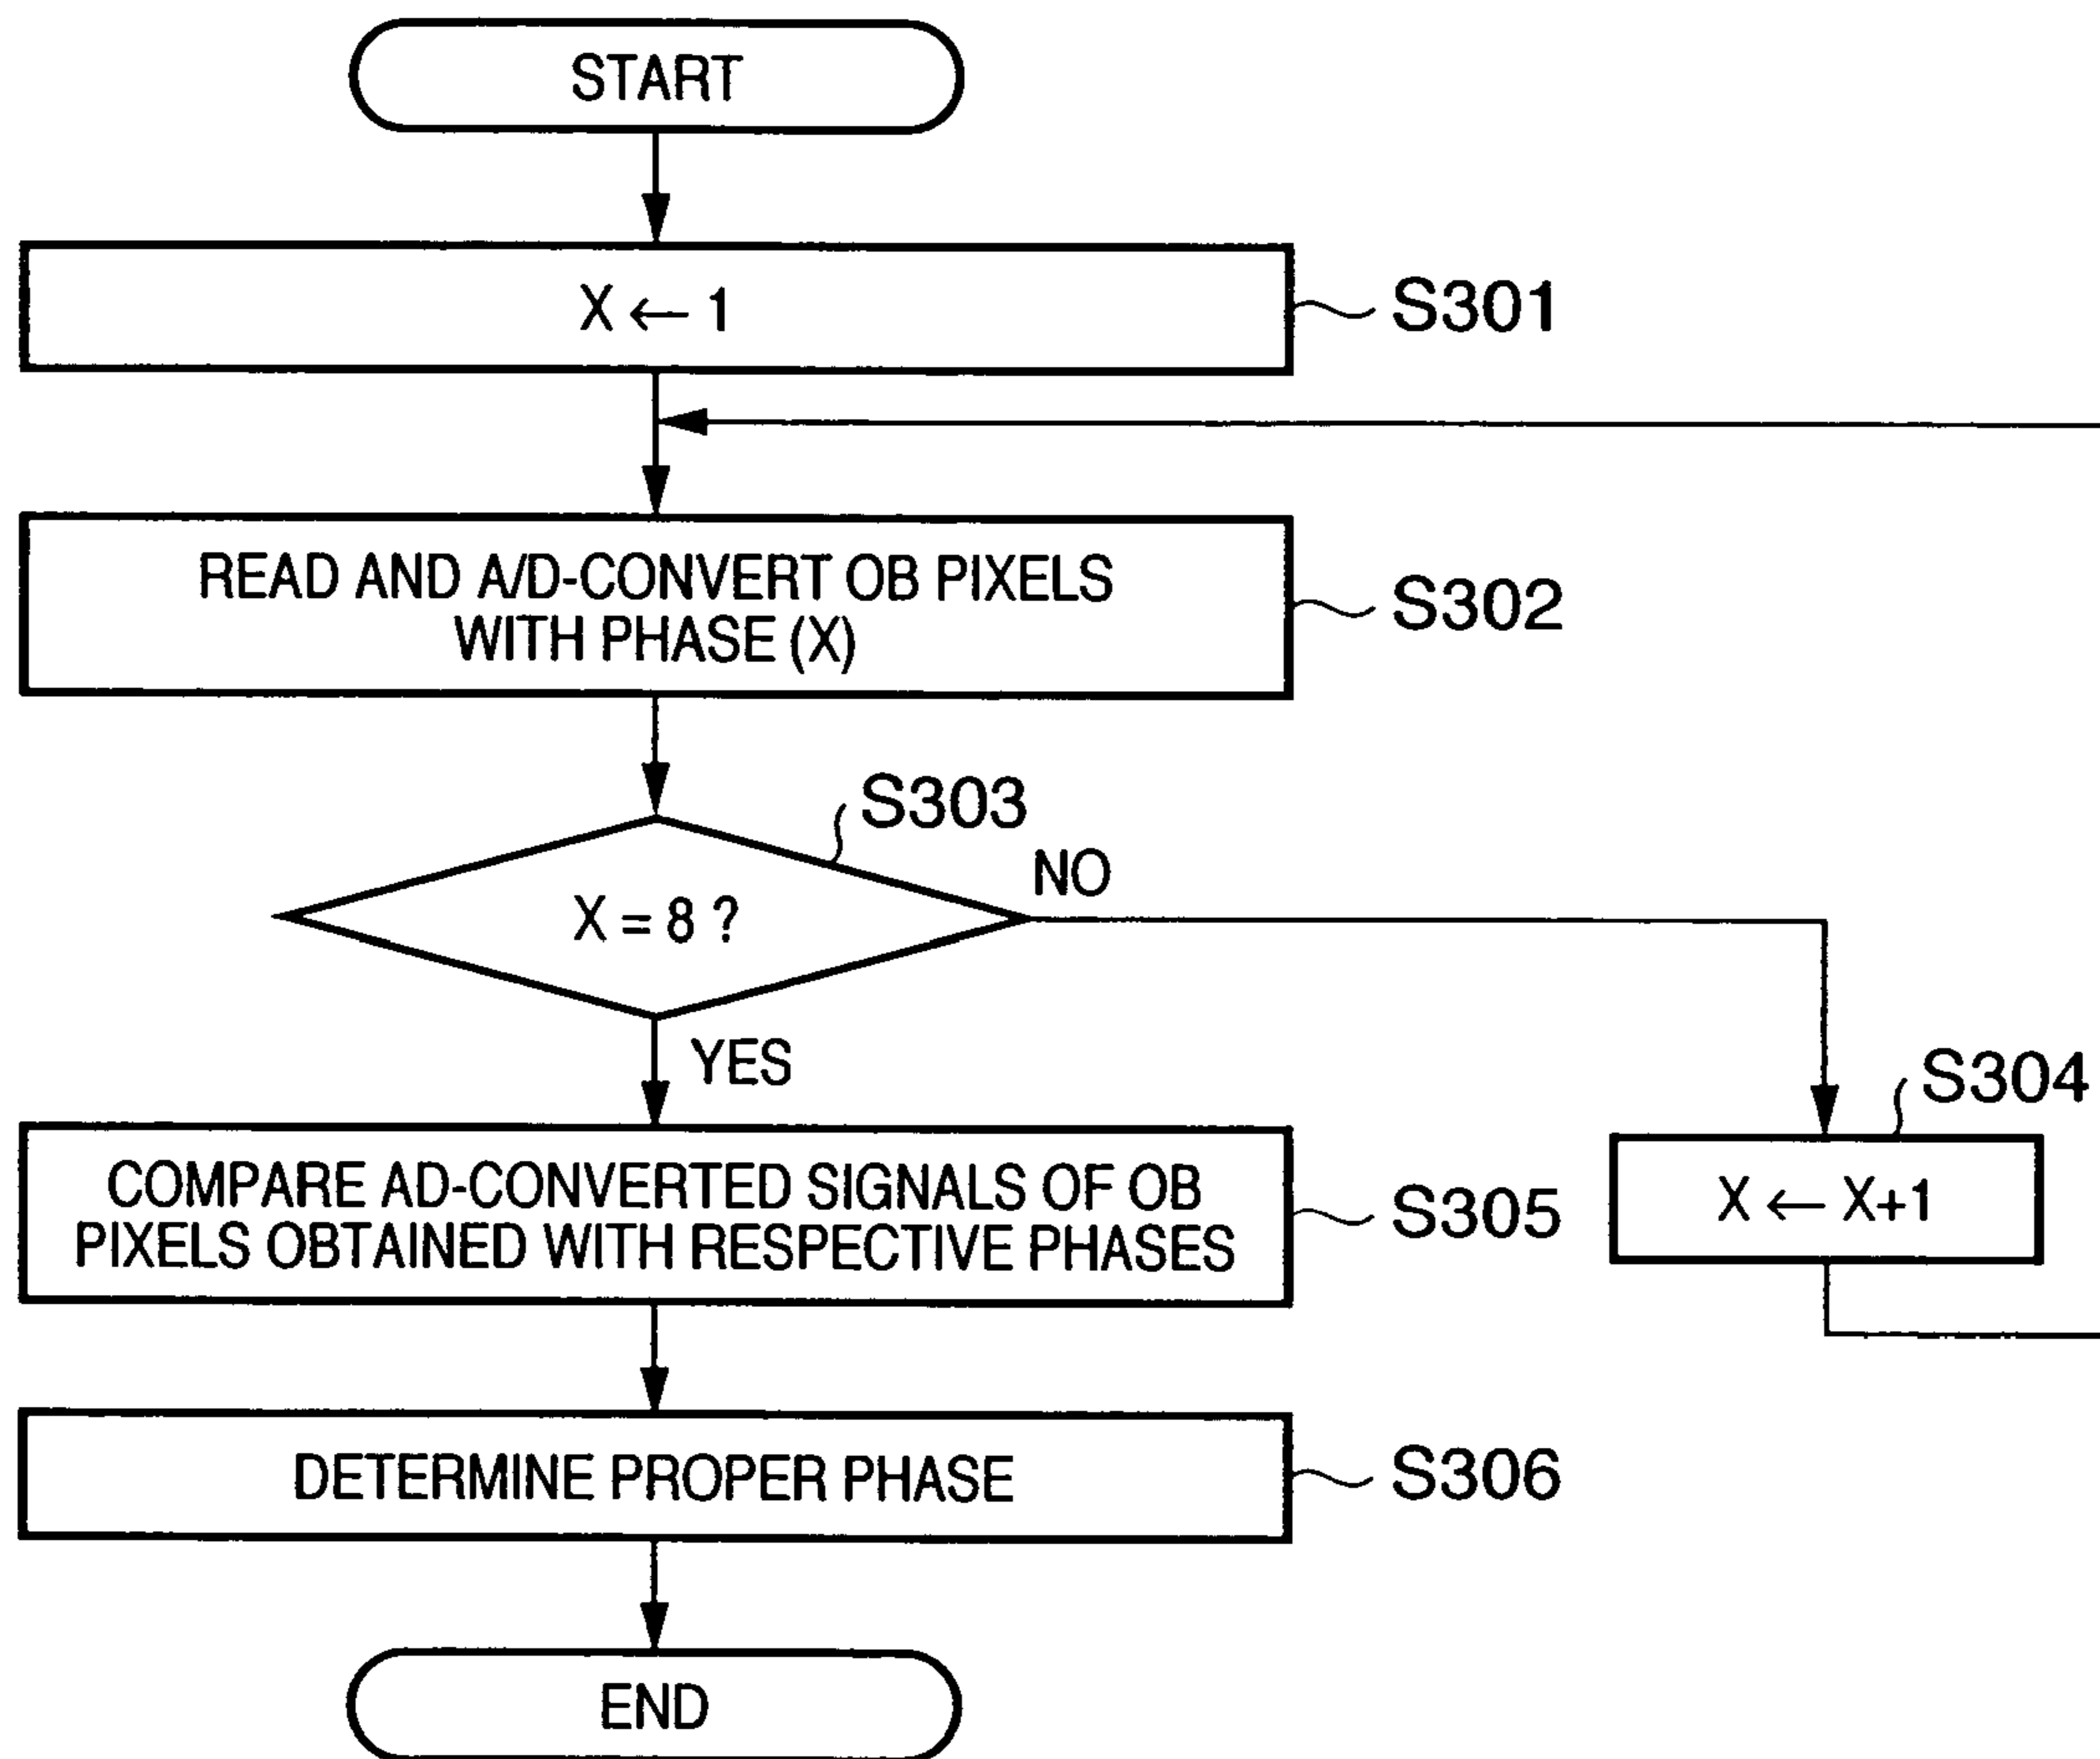 START
X ← 1
S301
READ AND A/D-CONVERT OB PIXELS
WITH PHASE (X)
S302
S303
X = 8 ?
NO
YES
S304
X ← X+1
COMPARE AD-CONVERTED SIGNALS OF OB
PIXELS OBTAINED WITH RESPECTIVE PHASES
S305
DETERMINE PROPER PHASE
S306
END